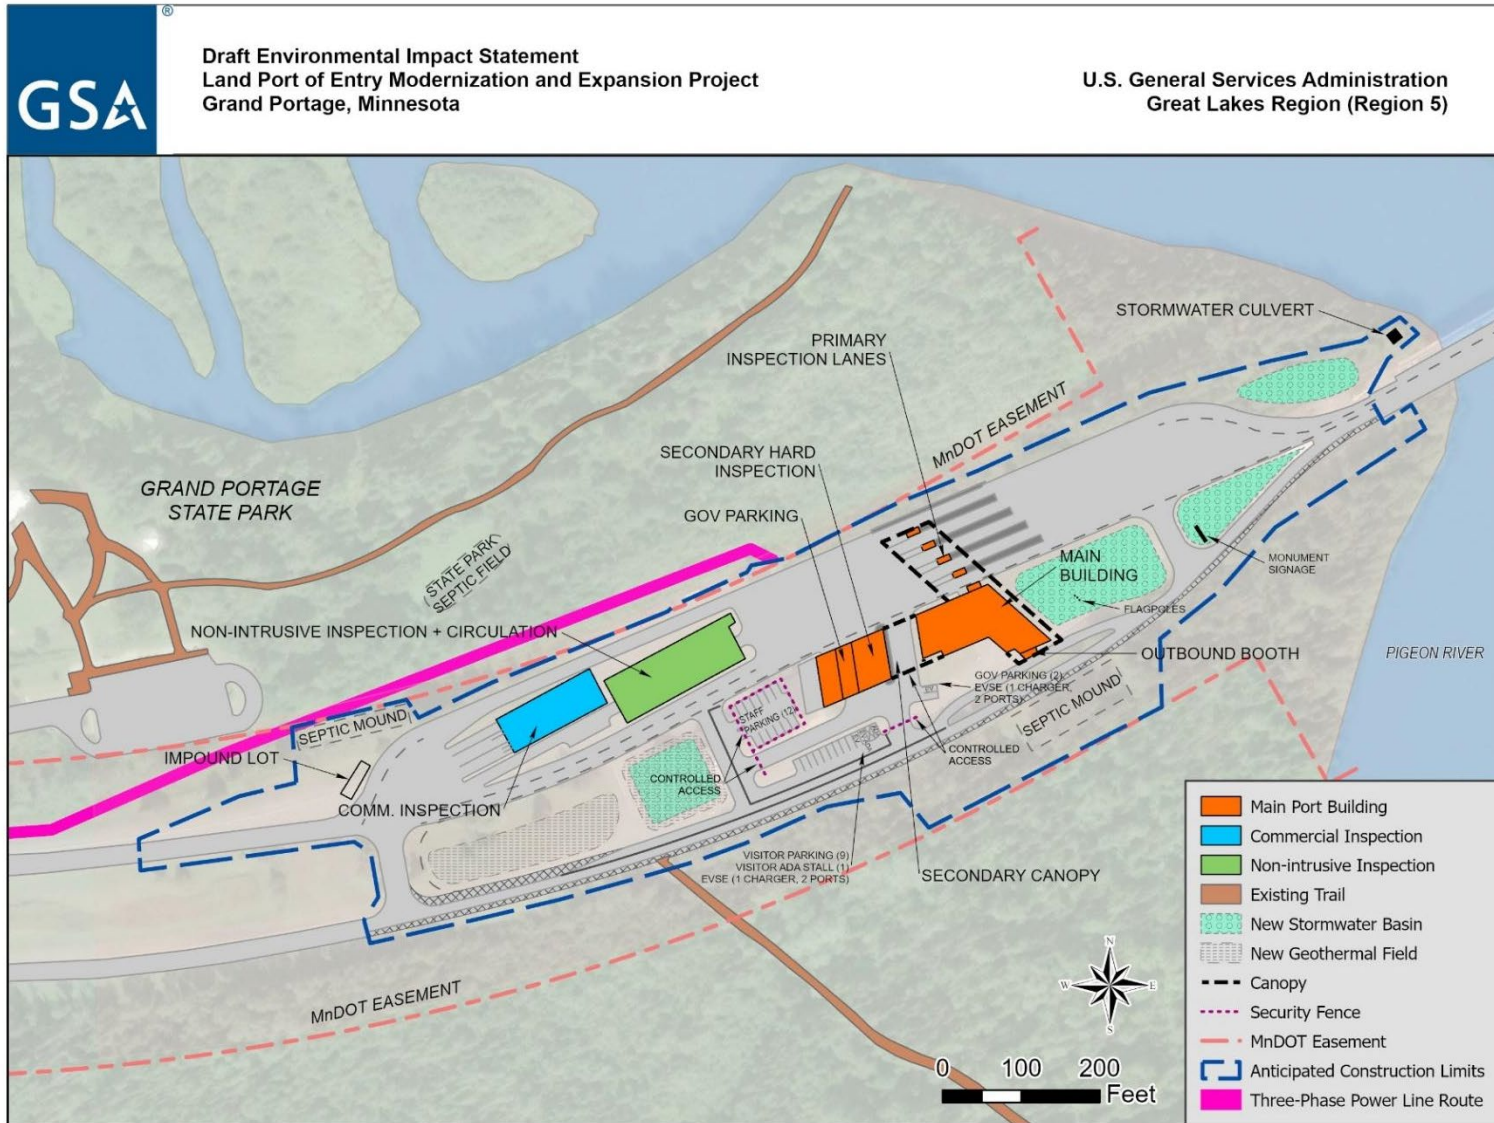 GSA
®
Draft Environmental Impact Statement
Land Port of Entry Modernization and Expansion Project
Grand Portage, Minnesota
U.S. General Services Administration
Great Lakes Region (Region 5)
STORMWATER CULVERT
PRIMARY
INSPECTION LANES
MnDOT EASEMENT
SECONDARY HARD
INSPECTION
GRAND PORTAGE
STATE PARK
GOV PARKING
STATE PARK
SEPTIC FIELD
MAIN
BUILDING
MONUMENT
SIGNAGE
FLAGPOLES
NON-INTRUSIVE INSPECTION + CIRCULATION
OUTBOUND BOOTH
PIGEON RIVER
GOV PARKING (2)
EVSE (1 CHARGER,
2 PORTS)
SEPTIC MOUND
SEPTIC MOUND
STAFF
PARKING (12)
IMPOUND LOT
CONTROLLED
ACCESS
CONTROLLED
ACCESS
COMM. INSPECTION
VISITOR PARKING (9)
VISITOR ADA STALL (1)
EVSE (1 CHARGER, 2 PORTS)
SECONDARY CANOPY
MnDOT EASEMENT
N
W
E
S
0 100 200
Feet
Main Port Building
Commercial Inspection
Non-intrusive Inspection
Existing Trail
New Stormwater Basin
New Geothermal Field
Canopy
Security Fence
MnDOT Easement
Anticipated Construction Limits
Three-Phase Power Line Route